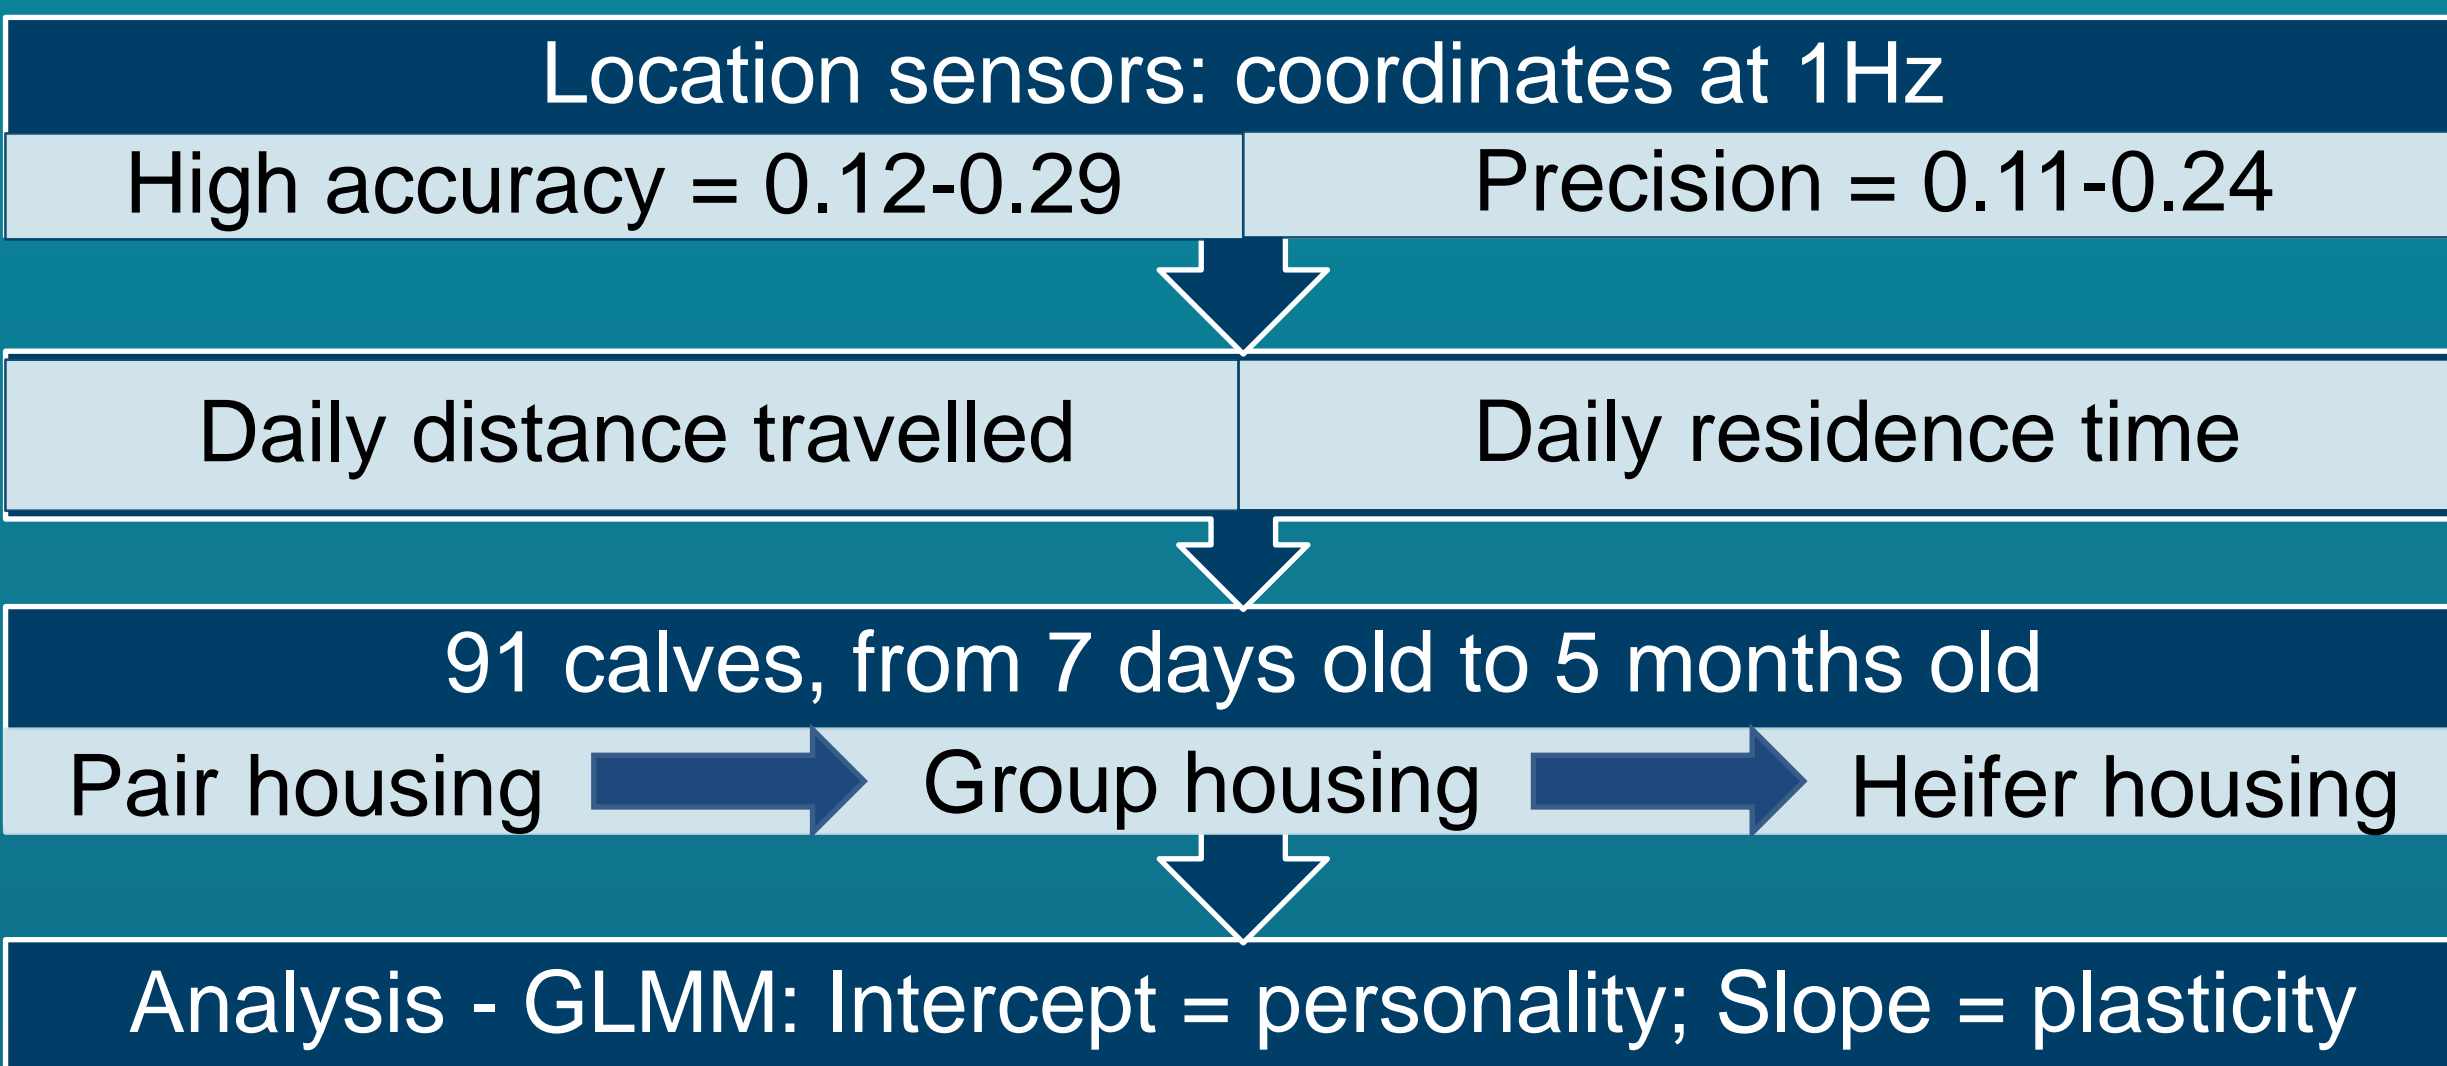 Location sensors: coordinates at 1Hz
High accuracy = 0.12-0.29
Precision = 0.11-0.24
Daily distance travelled
Daily residence time
91 calves, from 7 days old to 5 months old
Pair housing
Group housing
Heifer housing
Analysis - GLMM: Intercept = personality; Slope = plasticity